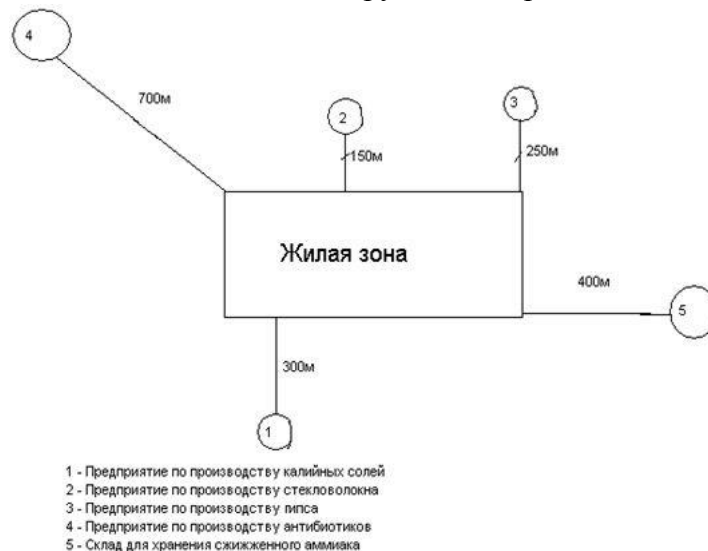 4
700м
2
3
150м
250м
Жилая зона
400м
5
300м
1
1 - Предприятие по производству калийных солей
2 - Предприятие по производству стекловолокна
3 - Предприятие по производству гипса
4 - Предприятие по производству антибиотиков
5 - Склад для хранения сжиженного аммиака